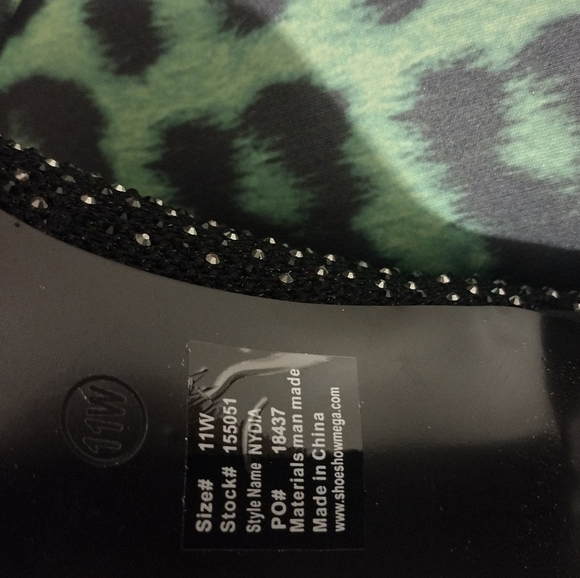 11W
Size# 11W
Stock# 155051
Style Name NYDIA
PO# 18437
Materials man made
Made in China
www.shoeshowmega.com